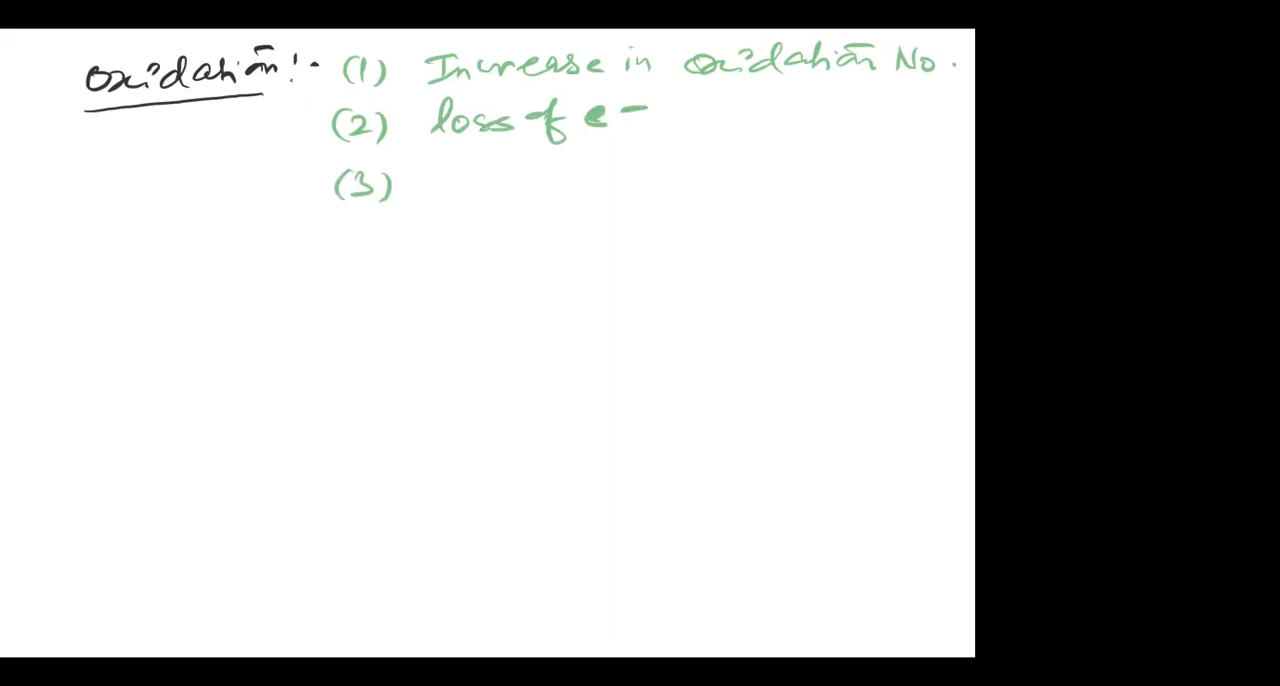 Oxidation :- (1) Increase in Oxidation No.
(2) loss of e-
(3)